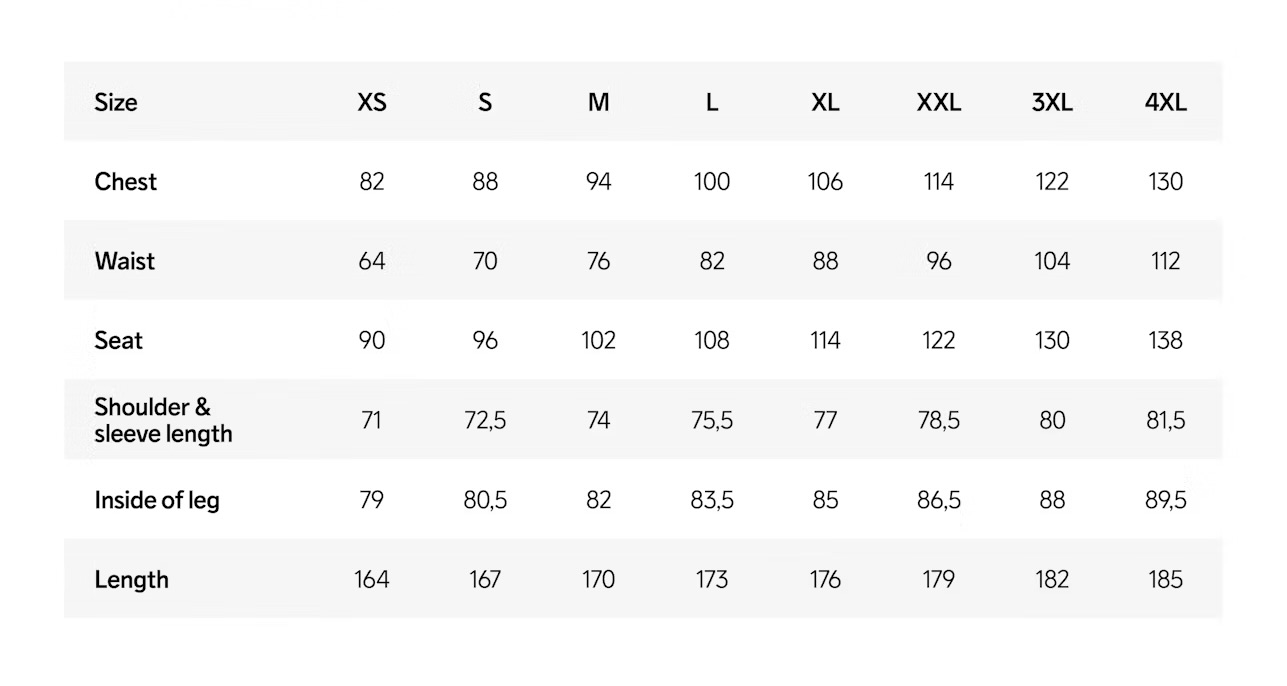 Size XS S M L XL XXL 3XL 4XL
Chest 82 88 94 100 106 114 122 130
Waist 64 70 76 82 88 96 104 112
Seat 90 96 102 108 114 122 130 138
Shoulder &
sleeve length 71 72,5 74 75,5 77 78,5 80 81,5
Inside of leg 79 80,5 82 83,5 85 86,5 88 89,5
Length 164 167 170 173 176 179 182 185